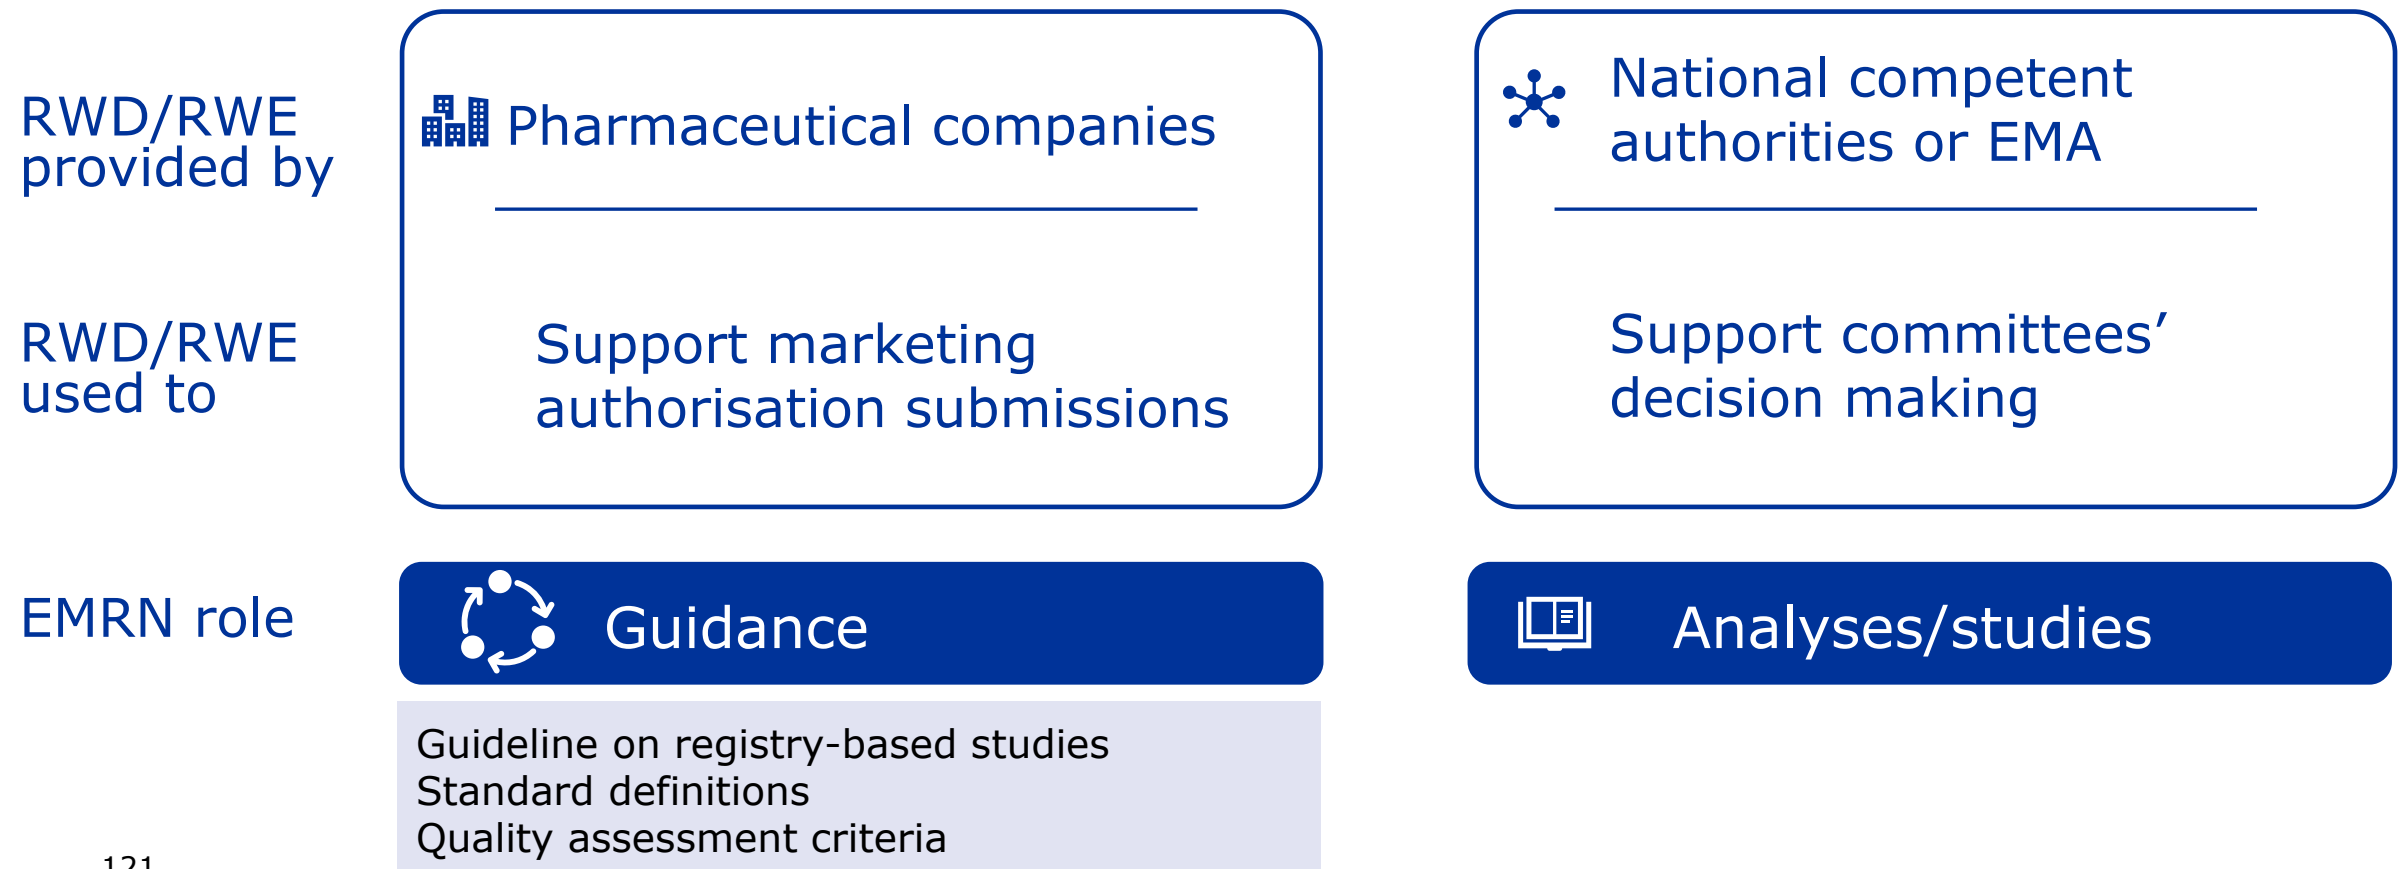 RWD/RWE
provided by
Pharmaceutical companies
National competent
authorities or EMA
RWD/RWE
used to
Support marketing
authorisation submissions
Support committees’
decision making
EMRN role
Guidance
Analyses/studies
Guideline on registry-based studies
Standard definitions
Quality assessment criteria
121